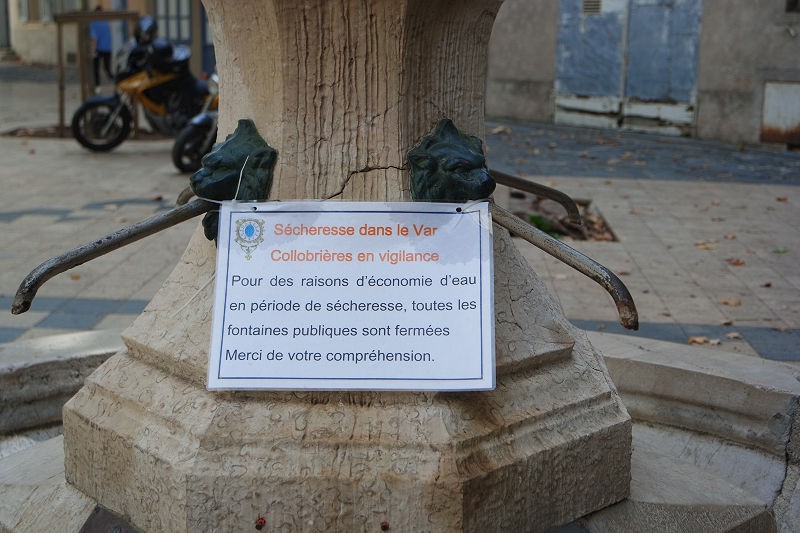 Sécheresse dans le Var
Collobrières en vigilance
Pour des raisons d'économie d'eau
en période de sécheresse, toutes les
fontaines publiques sont fermées
Merci de votre compréhension.